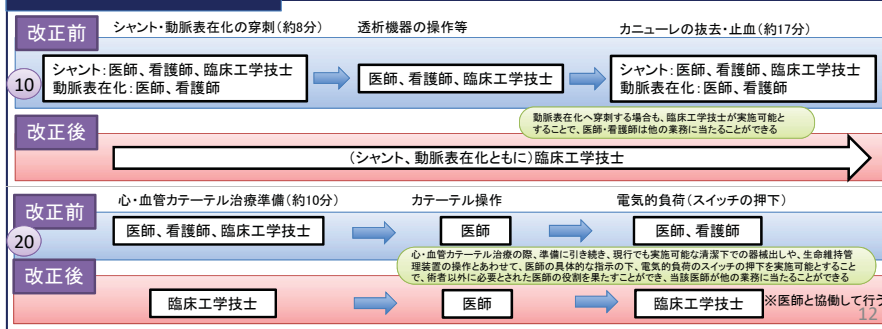 改正前
シャント・動脈表在化の穿刺(約8分)
透析機器の操作等
カニューレの抜去・止血(約17分)
⑩
シャント:医師、看護師、臨床工学技士
動脈表在化:医師、看護師
医師、看護師、臨床工学技士
シャント:医師、看護師、臨床工学技士
動脈表在化:医師、看護師
改正後
動脈表在化へ穿刺する場合も、臨床工学技士が実施可能と
することで、医師・看護師は他の業務に当たることができる
(シャント、動脈表在化ともに)臨床工学技士
改正前
心・血管カテーテル治療準備(約10分)
カテーテル操作
電気的負荷(スイッチの押下)
⑳
医師、看護師、臨床工学技士
医師
医師、看護師
改正後
心・血管カテーテル治療の際、準備に引き続き、現行でも実施可能な清潔下での器械出しや、生命維持管
理装置の操作とあわせて、医師の具体的な指示の下、電気的負荷のスイッチの押下を実施可能とすること
で、術者以外に必要とされた医師の役割を果たすことができ、当該医師が他の業務に当たることができる
臨床工学技士
医師
臨床工学技士
※医師と協働して行う
12